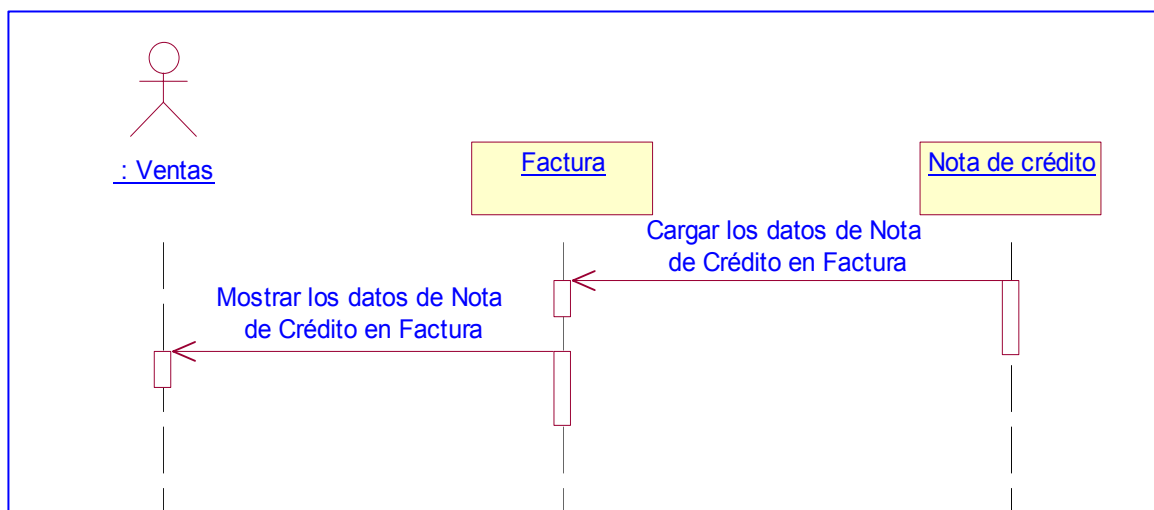 : Ventas
Factura
Nota de crédito
Cargar los datos de Nota
de Crédito en Factura
Mostrar los datos de Nota
de Crédito en Factura